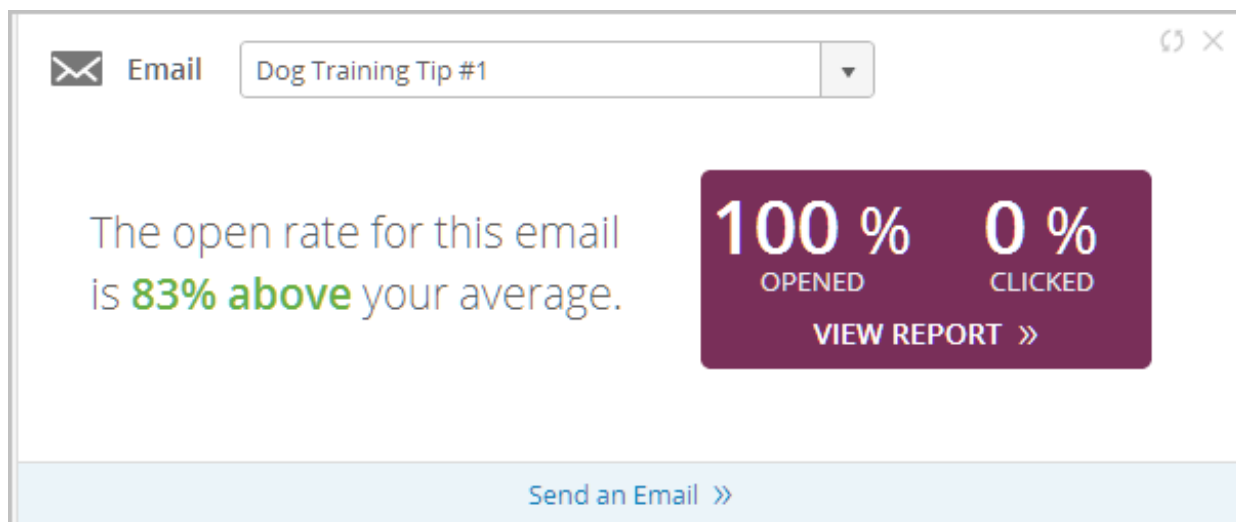 Email
Dog Training Tip #1
The open rate for this email
is 83% above your average.
100 % 0 %
OPENED CLICKED
VIEW REPORT »
Send an Email »